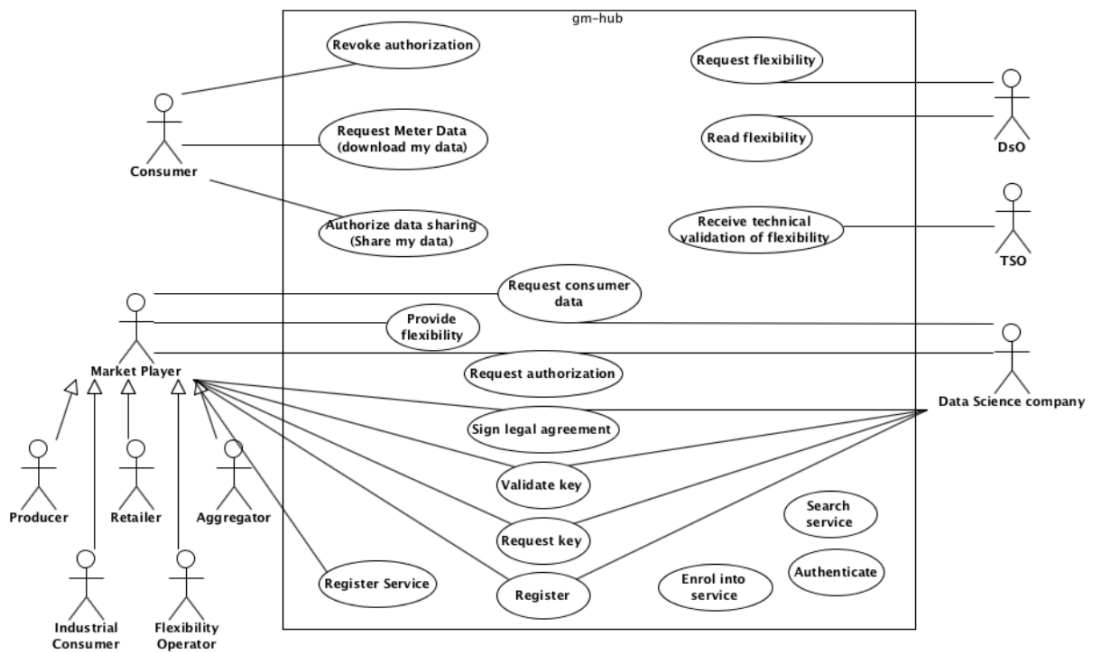 gm-hub
Revoke authorization
Request flexibility
Request Meter Data
(download my data)
Read flexibility
Consumer
DsO
Authorize data sharing
(Share my data)
Receive technical
validation of flexibility
TSO
Request consumer
data
Provide
flexibility
Market Player
Request authorization
Data Science company
Sign legal agreement
Validate key
Producer
Retailer
Aggregator
Search
service
Request key
Register Service
Register
Enrol into
service
Authenticate
Industrial
Consumer
Flexibility
Operator